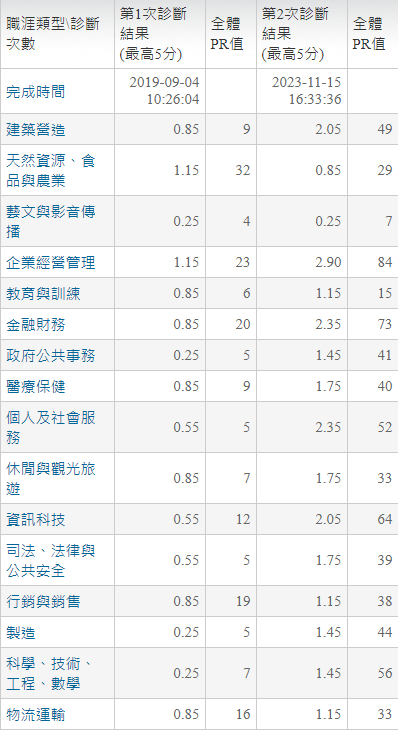 職涯類型\診斷次數 第1次診斷結果(最高5分) 全體PR值 第2次診斷結果(最高5分) 全體PR值
完成時間 2019-09-04 10:26:04 2023-11-15 16:33:36
建築營造 0.85 9 2.05 49
天然資源、食品與農業 1.15 32 0.85 29
藝文與影音傳播 0.25 4 0.25 7
企業經營管理 1.15 23 2.90 84
教育與訓練 0.85 6 1.15 15
金融財務 0.85 20 2.35 73
政府公共事務 0.25 5 1.45 41
醫療保健 0.85 9 1.75 40
個人及社會服務 0.55 5 2.35 52
休閒與觀光旅遊 0.85 7 1.75 33
資訊科技 0.55 12 2.05 64
司法、法律與公共安全 0.55 5 1.75 39
行銷與銷售 0.85 19 1.15 38
製造 0.25 5 1.45 44
科學、技術、工程、數學 0.25 7 1.45 56
物流運輸 0.85 16 1.15 33